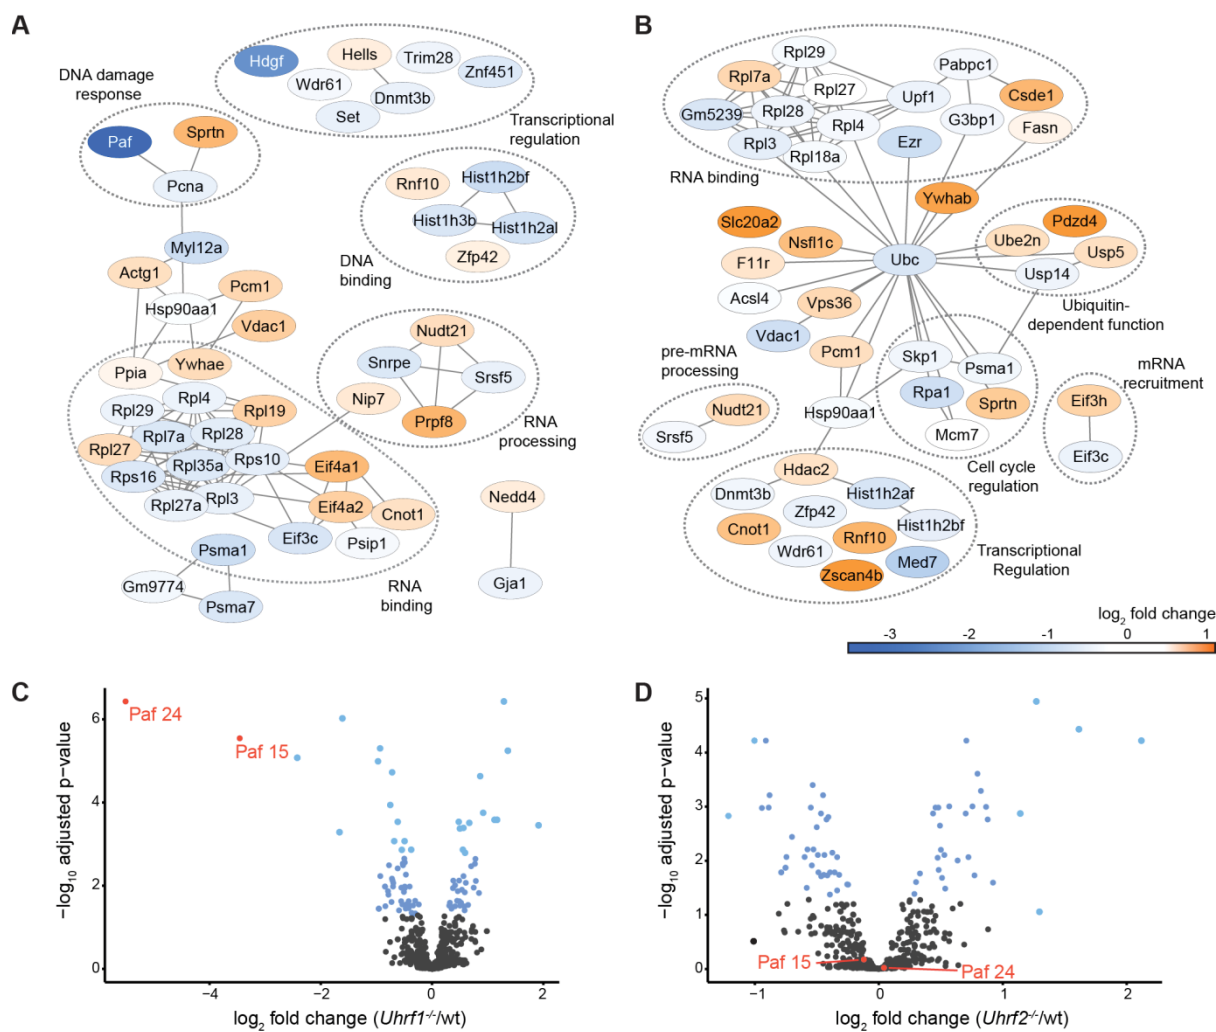 A
DNA damage
response
Paf
Sprtn
Pcna
Hdgf
Hells
Trim28
Znf451
Wdr61
Dnmt3b
Set
Transcriptional
regulation
Rnf10
Hist1h2bf
Hist1h3b
Hist1h2al
Zfp42
DNA
binding
Myl12a
Actg1
Pcm1
Hsp90aa1
Vdac1
Ywhae
Ppia
Rpl4
Rpl29
Rpl19
Rpl7a
Rpl28
Rpl27
Rps16
Rpl35a
Rps10
Rpl27a
Rpl3
Eif4a1
Eif4a2
Cnot1
Eif3c
Psip1
RNA
binding
Nudt21
Snrpe
Srsf5
Nip7
Prpf8
RNA
processing
Psma1
Gm9774
Psma7
Nedd4
Gja1
B
Rpl29
Pabpc1
Rpl7a
Rpl27
Csde1
Gm5239
Rpl28
Upf1
Rpl4
G3bp1
Fasn
Rpl3
Rpl18a
Ezr
RNA binding
Ywhab
Slc20a2
Nsfl1c
F11r
Ubc
Acsl4
Vps36
Vdac1
Pcm1
Hsp90aa1
Pdzd4
Ube2n
Usp5
Usp14
Ubiquitin-
dependent function
pre-mRNA
processing
Nudt21
Srsf5
Skp1
Psma1
Rpa1
Sprtn
Mcm7
Cell cycle
regulation
mRNA
recruitment
Eif3h
Eif3c
Hdac2
Dnmt3b
Hist1h2af
Zfp42
Hist1h2bf
Cnot1
Rnf10
Wdr61
Med7
Zscan4b
Transcriptional
Regulation
log2 fold change
-3 -2 -1 0 1
C
−log10 adjusted p−value
6
4
2
0
Paf 24
Paf 15
−4 −2 0 2
log2 fold change (Uhrf1-/-/wt)
D
−log10 adjusted p−value
5
4
3
2
1
0
Paf 15
Paf 24
−1 0 1 2
log2 fold change (Uhrf2-/-/wt)